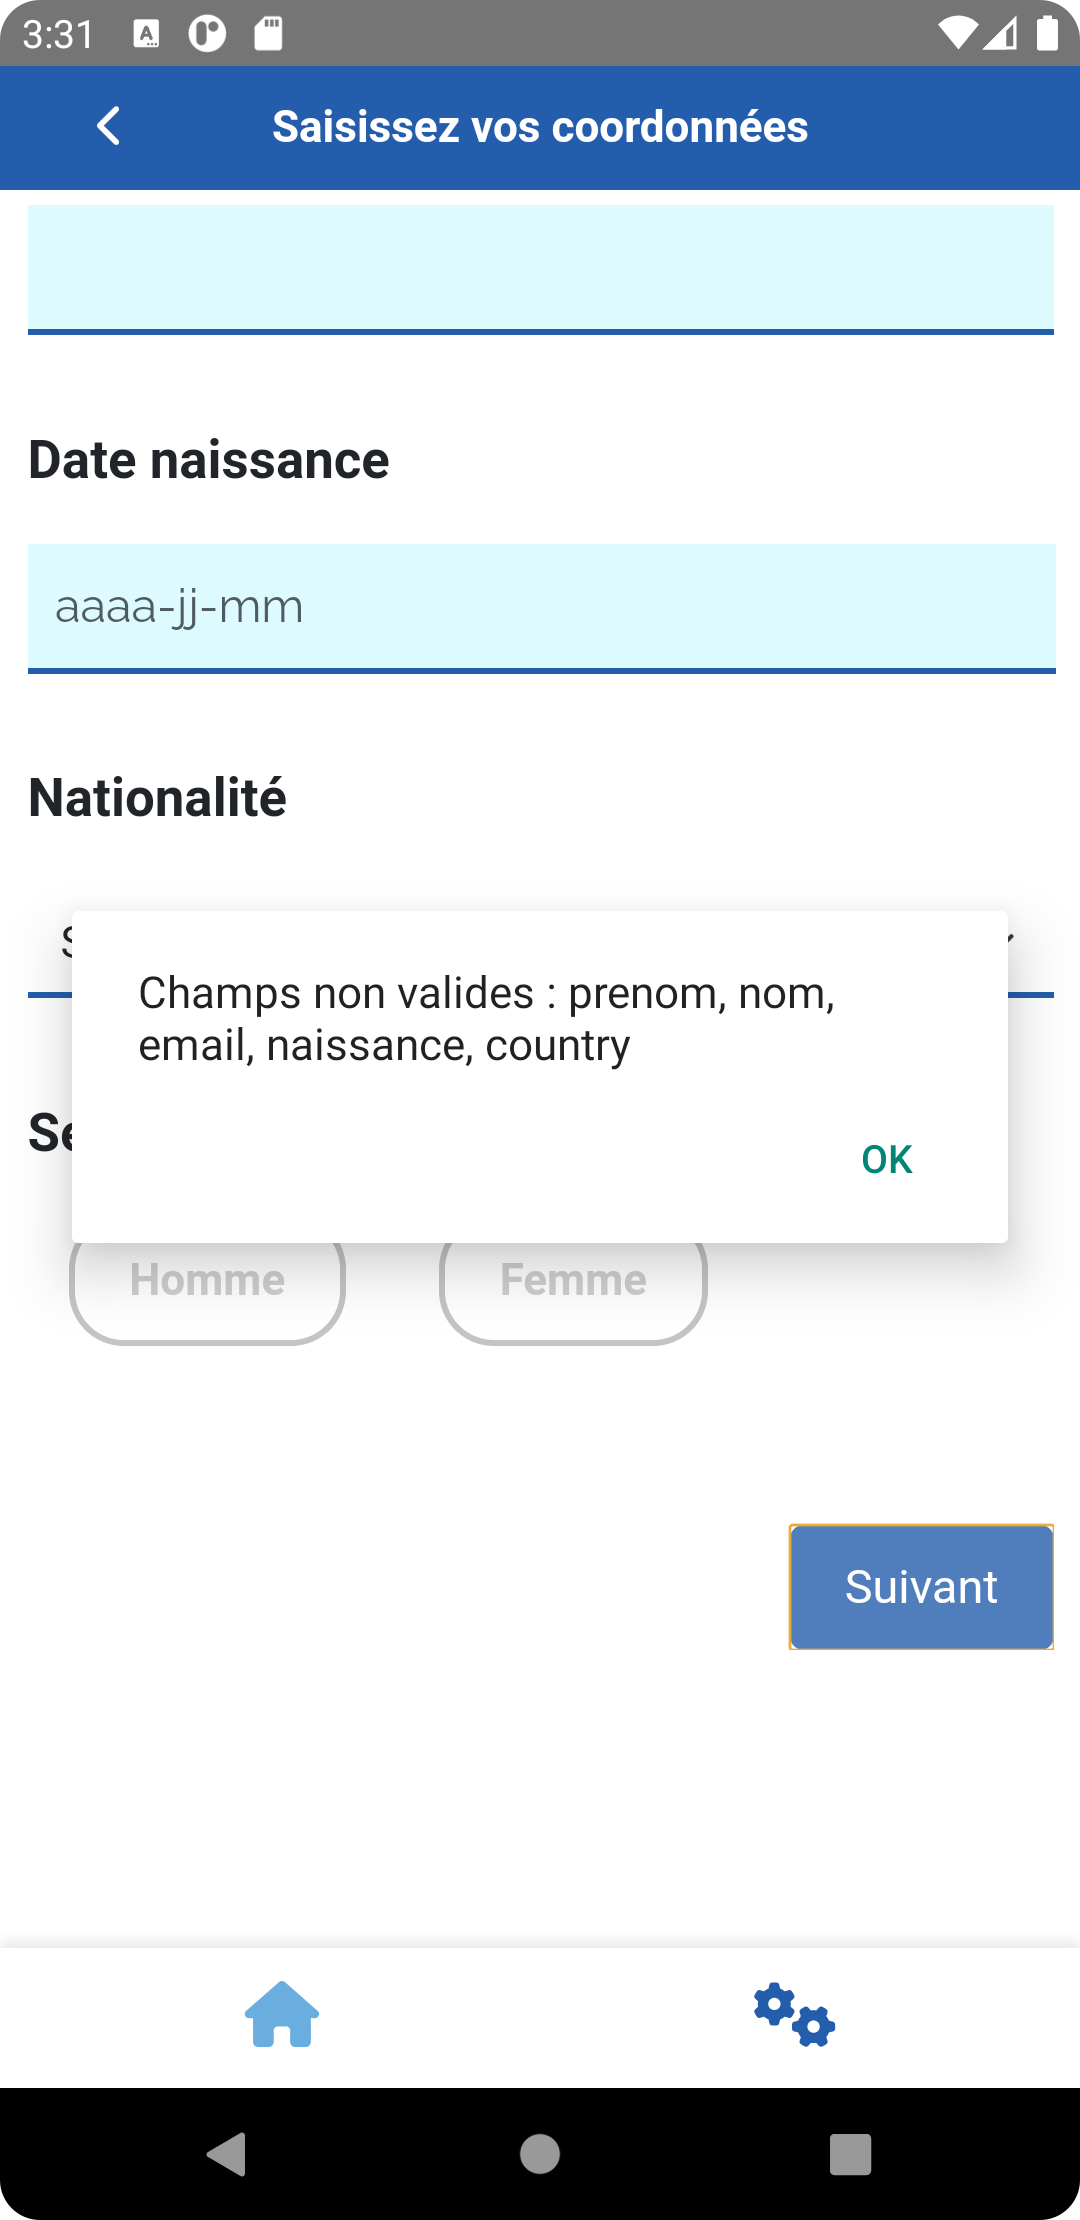 3:31
Saisissez vos coordonnées
Date naissance
aaaa-jj-mm
Nationalité
Champs non valides : prenom, nom,
email, naissance, country
OK
Homme Femme
Suivant